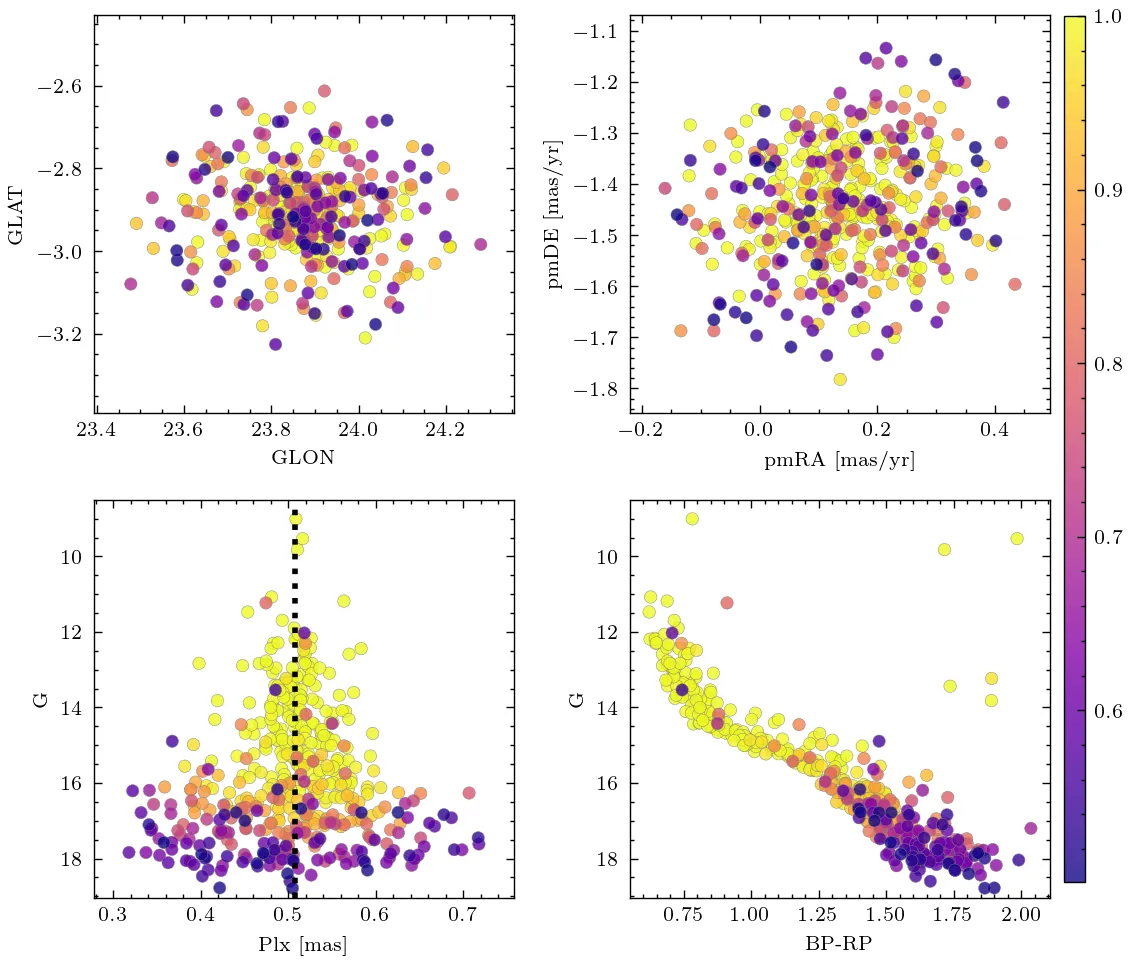 −2.6
−2.8
−3.0
−3.2
GLAT
23.4 23.6 23.8 24.0 24.2
GLON
−1.1
−1.2
−1.3
−1.4
−1.5
−1.6
−1.7
−1.8
pmDE [mas/yr]
−0.2 0.0 0.2 0.4
pmRA [mas/yr]
1.0
0.9
0.8
0.7
0.6
10
12
14
16
18
G
0.3 0.4 0.5 0.6 0.7
Plx [mas]
10
12
14
16
18
G
0.75 1.00 1.25 1.50 1.75 2.00
BP-RP